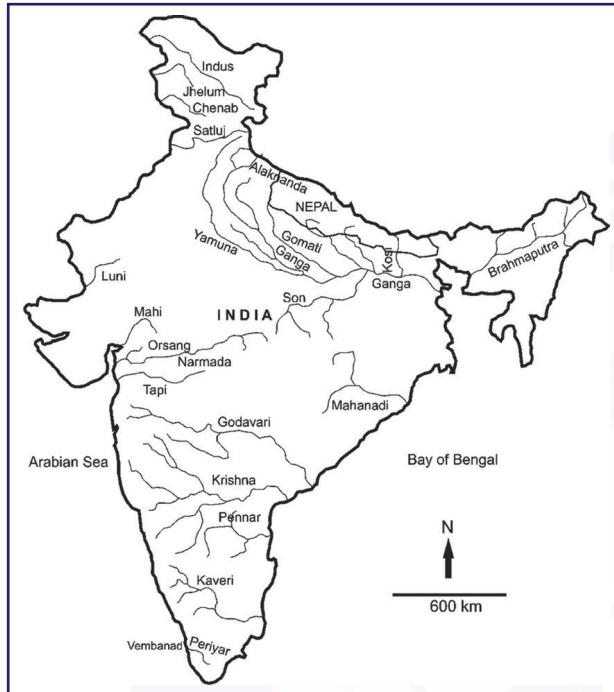 Indus
Jhelum
Chenab
Satluj
Alaknanda
NEPAL
Yamuna
Gomati
Ganga
Kosi
Ganga
Brahmaputra
Luni
Son
INDIA
Mahi
Orsang
Narmada
Tapi
Mahanadi
Godavari
Arabian Sea
Bay of Bengal
Krishna
Pennar
N
Kaveri
600 km
Vembanad
Periyar